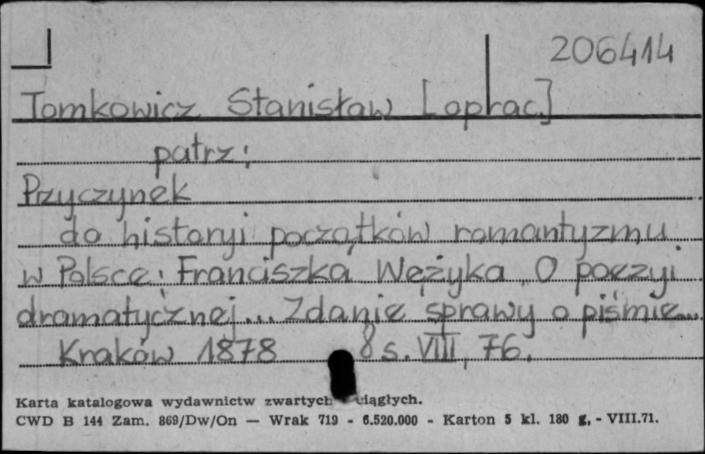 206414
Tomkowicz Stanisław [oprac.]
patrz:
Przyczynek
do historyi początków romantyzmu
w Polsce: Franciszka Wężyka „O poezyi
dramatycznej... Zdanie sprawy o piśmie...
Kraków 1878 8 s. VIII, 76.
Karta katalogowa wydawnictw zwartych ciągłych.
CWD B 144 Zam. 869/Dw/On — Wrak 719 - 6.520.000 - Karton 5 kl. 180 g, - VIII.71.